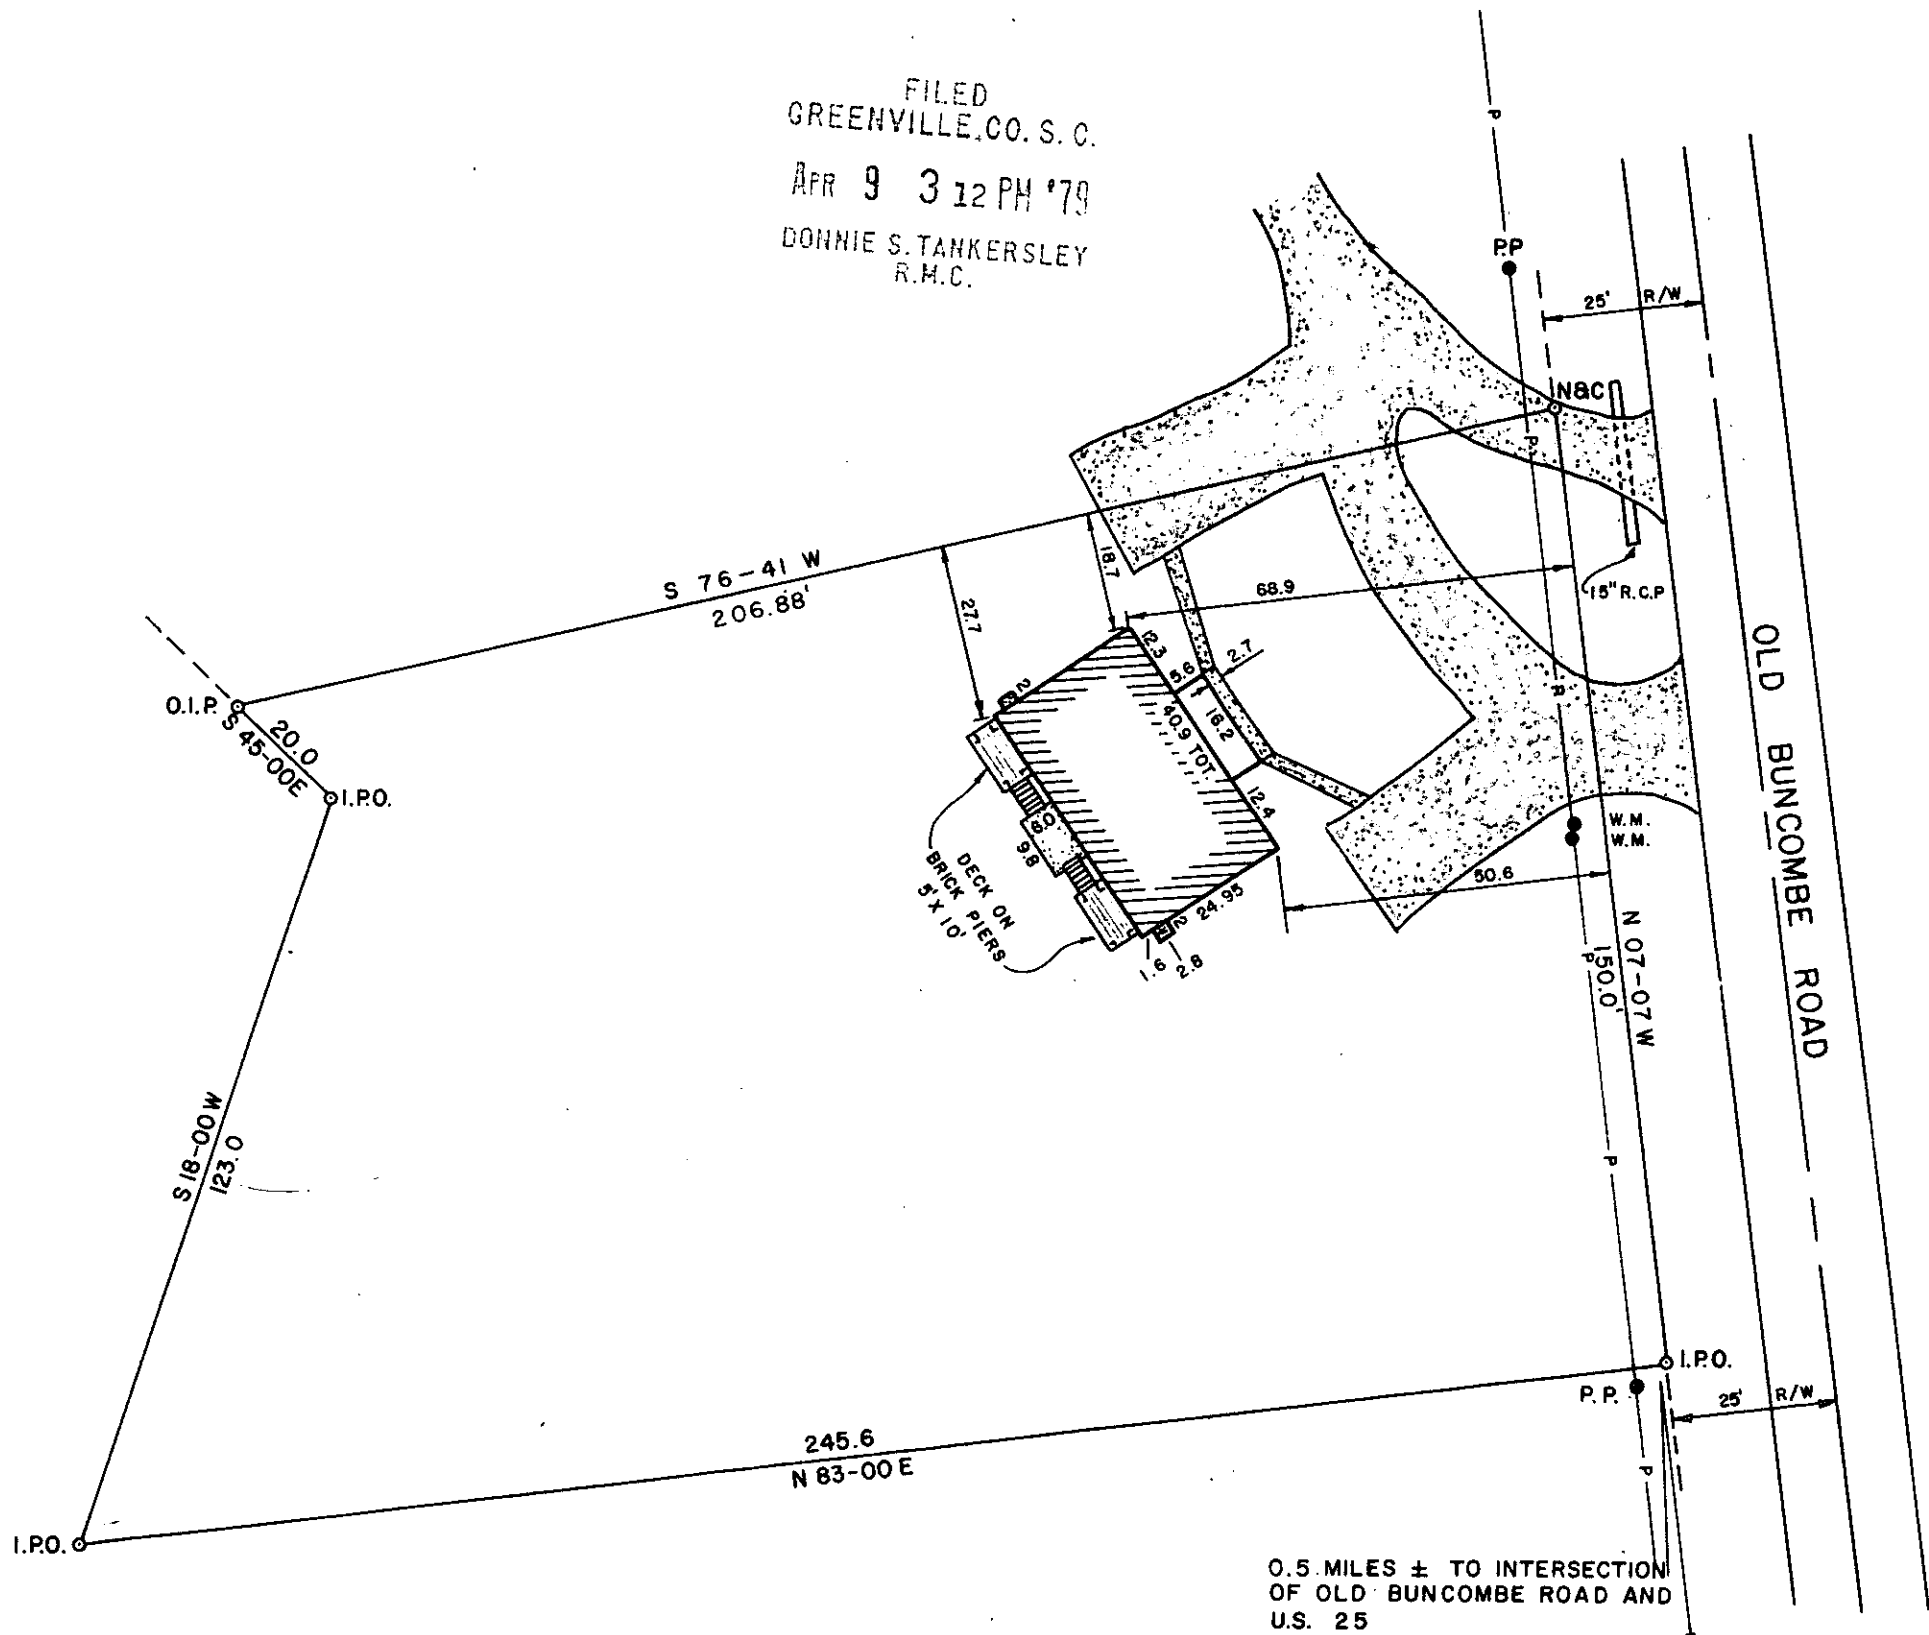 FILED
GREENVILLE, CO. S. C.
APR 9 3 12 PM '79
DONNIE S. TANKERSLEY
R.M.C.
P
P.P
25' R/W
N&C
P
15" R.C.P
S 76-41 W
206.88'
18.7
27.7
68.9
12.3
5.6
2.7
16.2
40.9 TOT.
12.4
2
O.I.P.
20.0
S 45-00E
I.P.O.
8.0
9.8
DECK ON
BRICK PIERS
5' X 10'
24.95
2
1.6
2.8
W.M.
W.M.
50.6
OLD BUNCOMBE ROAD
N 07-07 W
150.0'
P
P
S 18-00W
123.0
I.P.O.
P. P.
25' R/W
245.6
N 83-00 E
P
I.P.O.
0.5 MILES ± TO INTERSECTION
OF OLD BUNCOMBE ROAD AND
U.S. 25